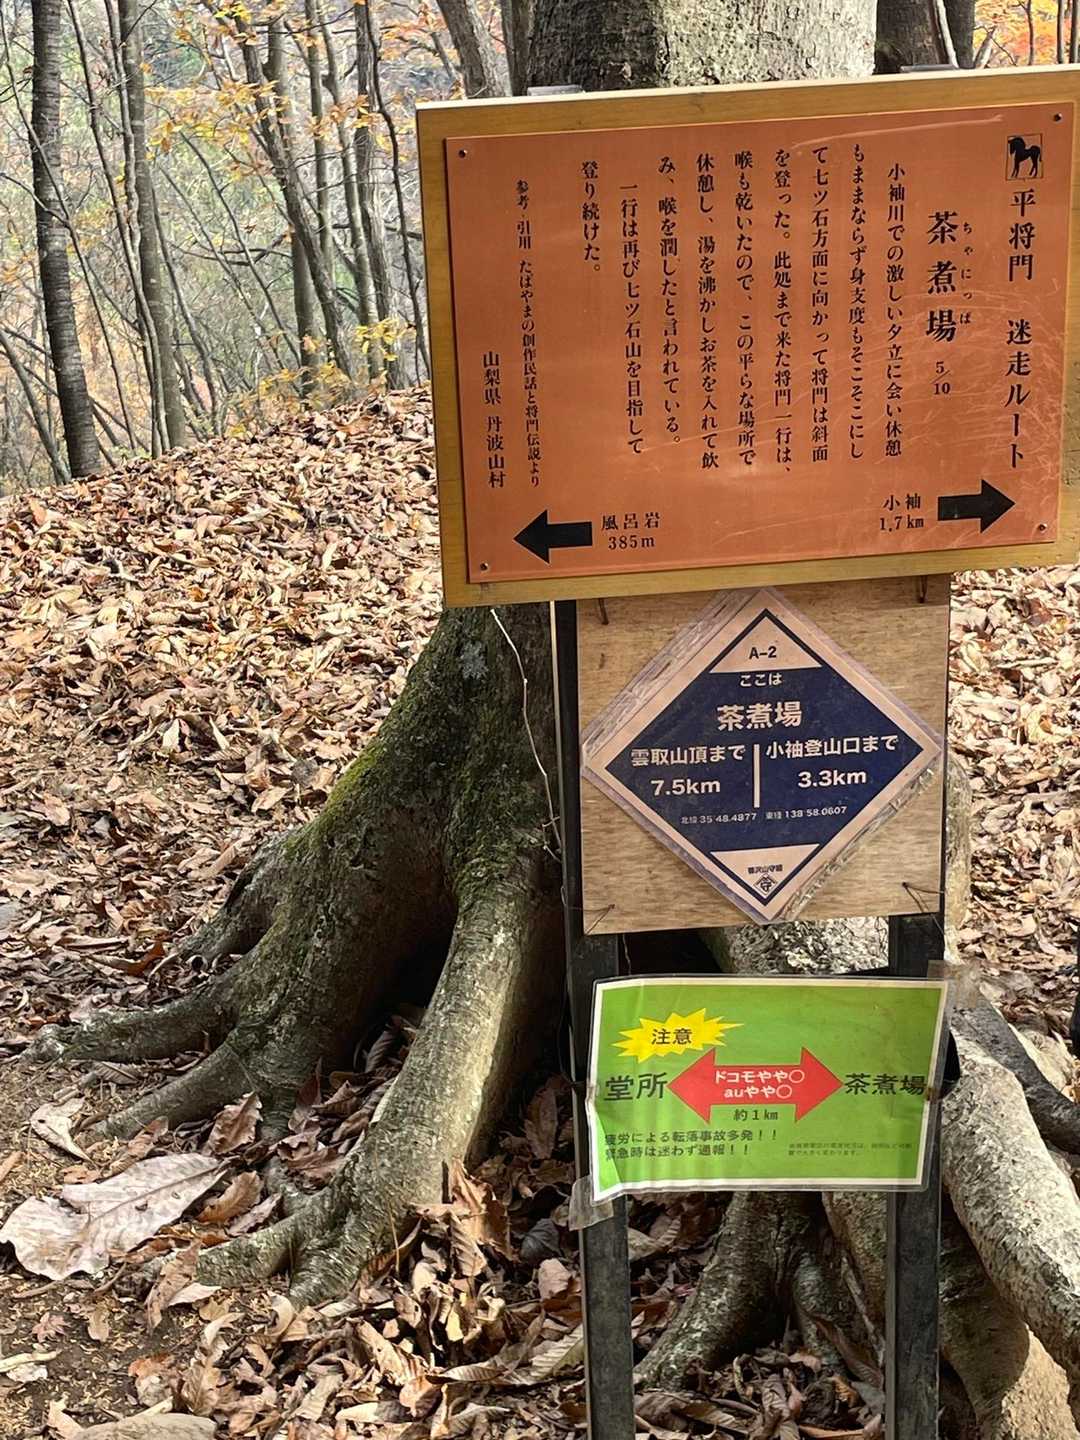 平将門 迷走ルート
ちゃにっぱ
茶煮場 5/10
小袖川での激しい夕立に会い休憩
もままならず身支度もそこそこにし
て七ツ石方面に向かって将門は斜面
を登った。此処まで来た将門一行は、
喉も乾いたので、この平らな場所で
休憩し、湯を沸かしお茶を入れて飲
み、喉を潤したと言われている。
一行は再び七ツ石山を目指して
登り続けた。
参考・引用 たばやまの創作民話と将門伝説より
山梨県 丹波山村
風呂岩
385m
小袖
1.7km
A-2
ここは
茶煮場
雲取山頂まで
7.5km
小袖登山口まで
3.3km
北緯 35 48.4877 東経 138 58.0607
注意
堂所
ドコモやや○
auやや○
茶煮場
約1km
疲労による転落事故多発!!
緊急時は迷わず通報!!